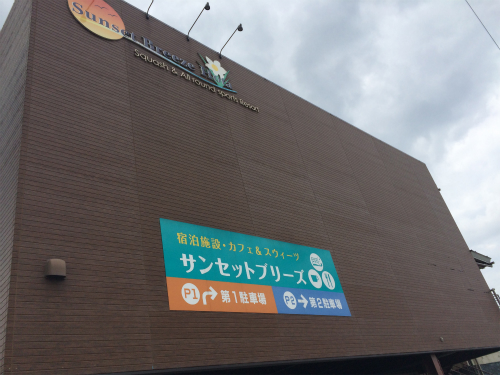 Sunset Breeze
Squash & All round sports Resort
宿泊施設・カフェ&スウィーツ
サンセットブリーズ
P1 第1駐車場
P2 第2駐車場